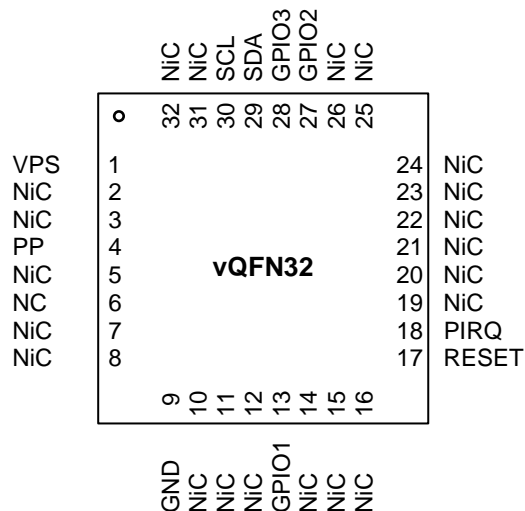 NiC NiC SCL SDA GPIO3 GPIO2 NiC NiC
32 31 30 29 28 27 26 25
VPS 1 24 NiC
NiC 2 23 NiC
NiC 3 22 NiC
PP 4 21 NiC
vQFN32
NiC 5 20 NiC
NC 6 19 NiC
NiC 7 18 PIRQ
NiC 8 17 RESET
9 10 11 12 13 14 15 16
GND NiC NiC NiC GPIO1 NiC NiC NiC